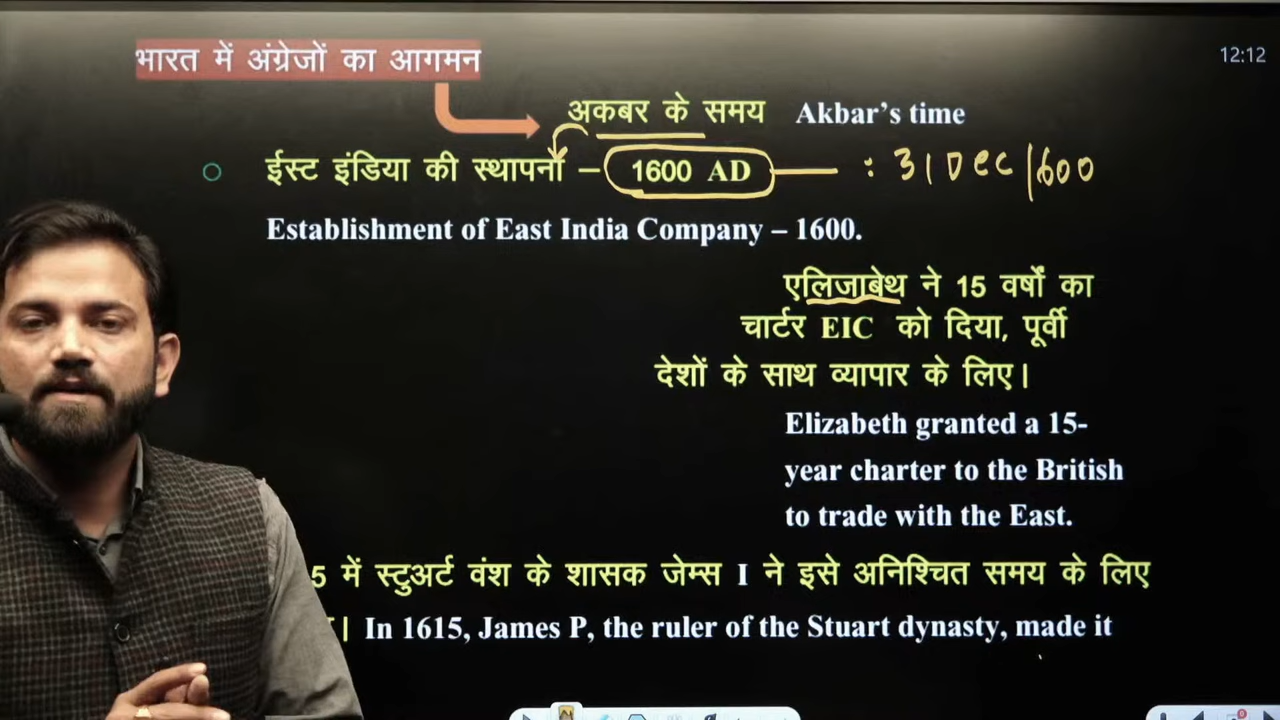 12:12
भारत में अंग्रेजों का आगमन
अकबर के समय Akbar's time
ईस्ट इंडिया की स्थापना – 1600 AD : 31 Dec 1600
Establishment of East India Company – 1600.
एलिजाबेथ ने 15 वर्षों का
चार्टर EIC को दिया, पूर्वी
देशों के साथ व्यापार के लिए।
Elizabeth granted a 15-
year charter to the British
to trade with the East.
5 में स्टुअर्ट वंश के शासक जेम्स I ने इसे अनिश्चित समय के लिए
। In 1615, James P, the ruler of the Stuart dynasty, made it